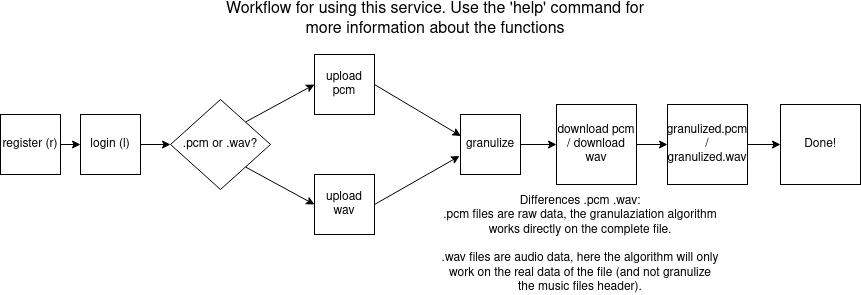 Workflow for using this service. Use the 'help' command for
more information about the functions
register (r)
login (l)
.pcm or .wav?
upload
pcm
upload
wav
granulize
download pcm
/ download
wav
granulized.pcm
/
granulized.wav
Done!
Differences .pcm .wav:
.pcm files are raw data, the granulaziation algorithm
works directly on the complete file.
.wav files are audio data, here the algorithm will only
work on the real data of the file (and not granulize
the music files header).